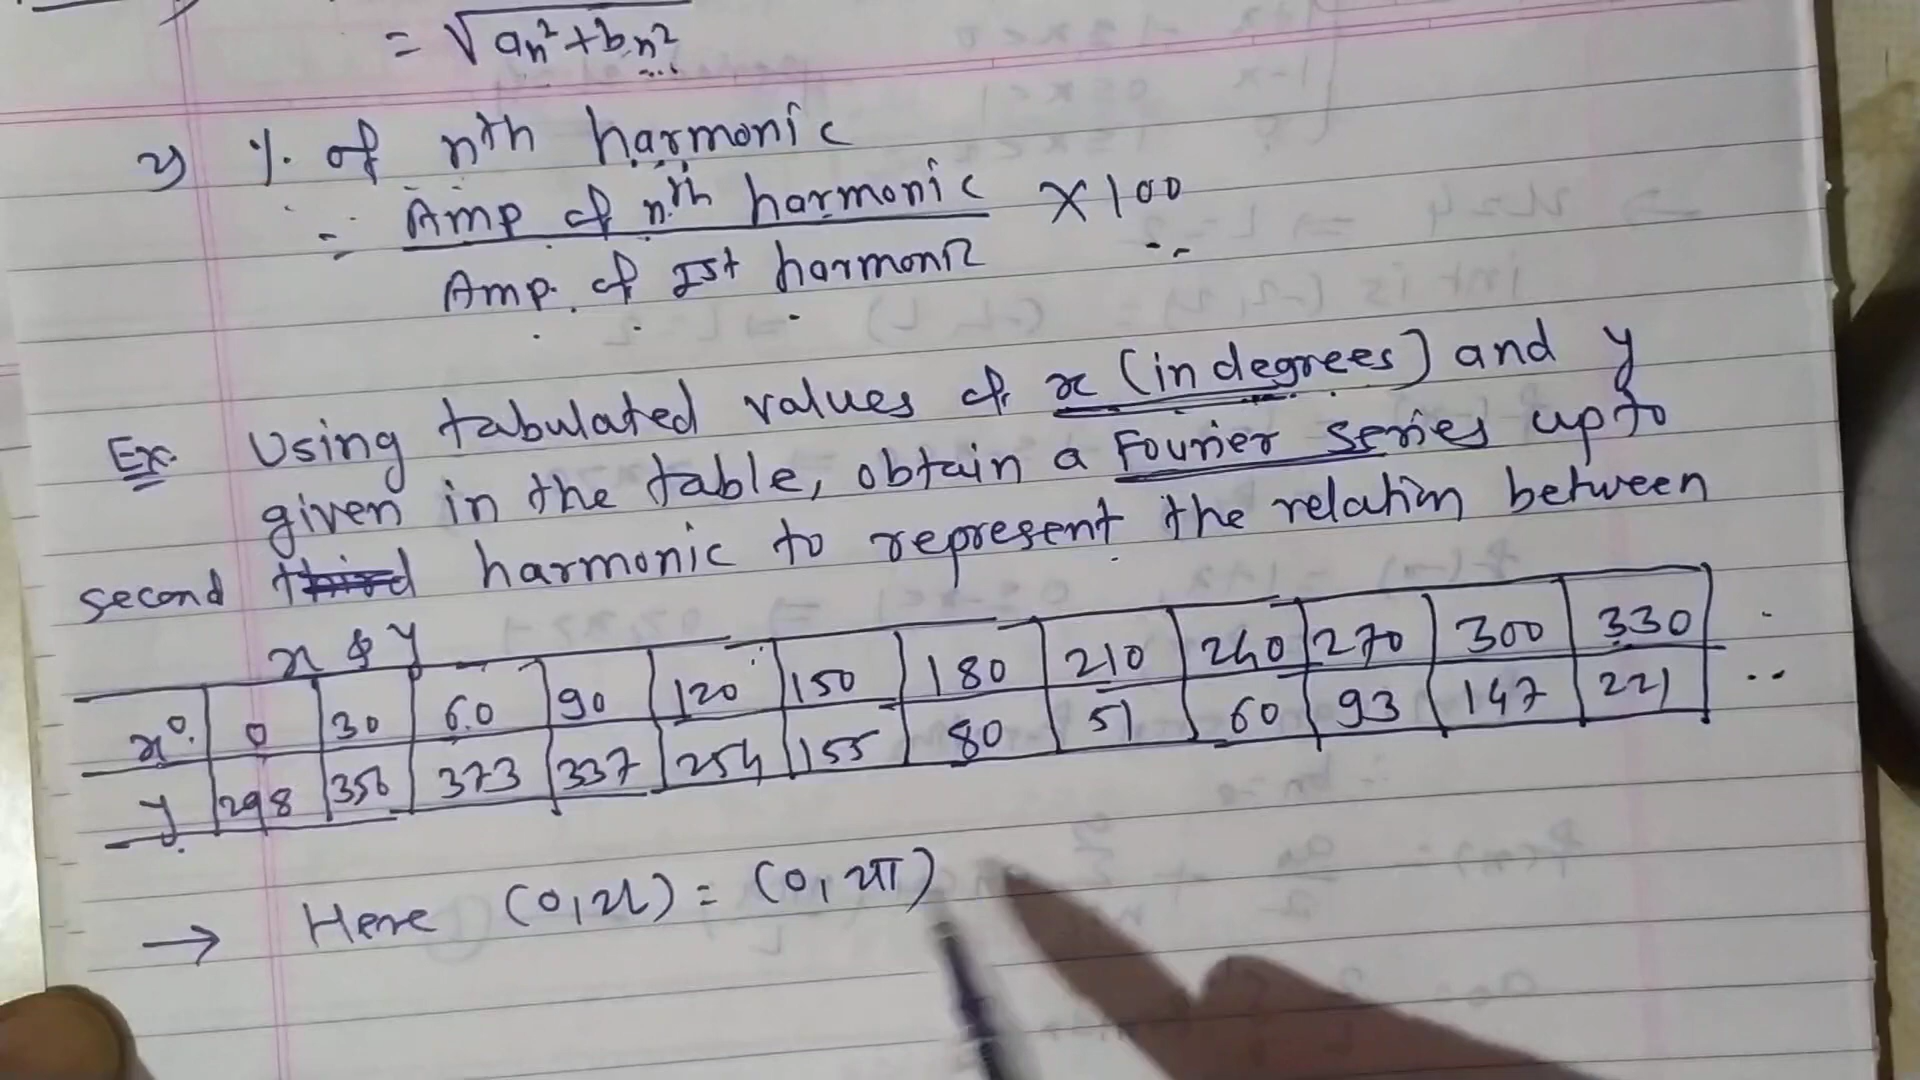 = √an²+bn²
2) % of nth harmonic
= Amp of nth harmonic × 100
Amp. of Ist harmonic
Ex. Using tabulated values of x (in degrees) and y
given in the table, obtain a Fourier series upto
second third harmonic to represent the relation between
x & y
x° 0 30 60 90 120 150 180 210 240 270 300 330
y 298 356 373 337 254 155 80 51 60 93 147 221
→ Here (0,2L) = (0,2π)